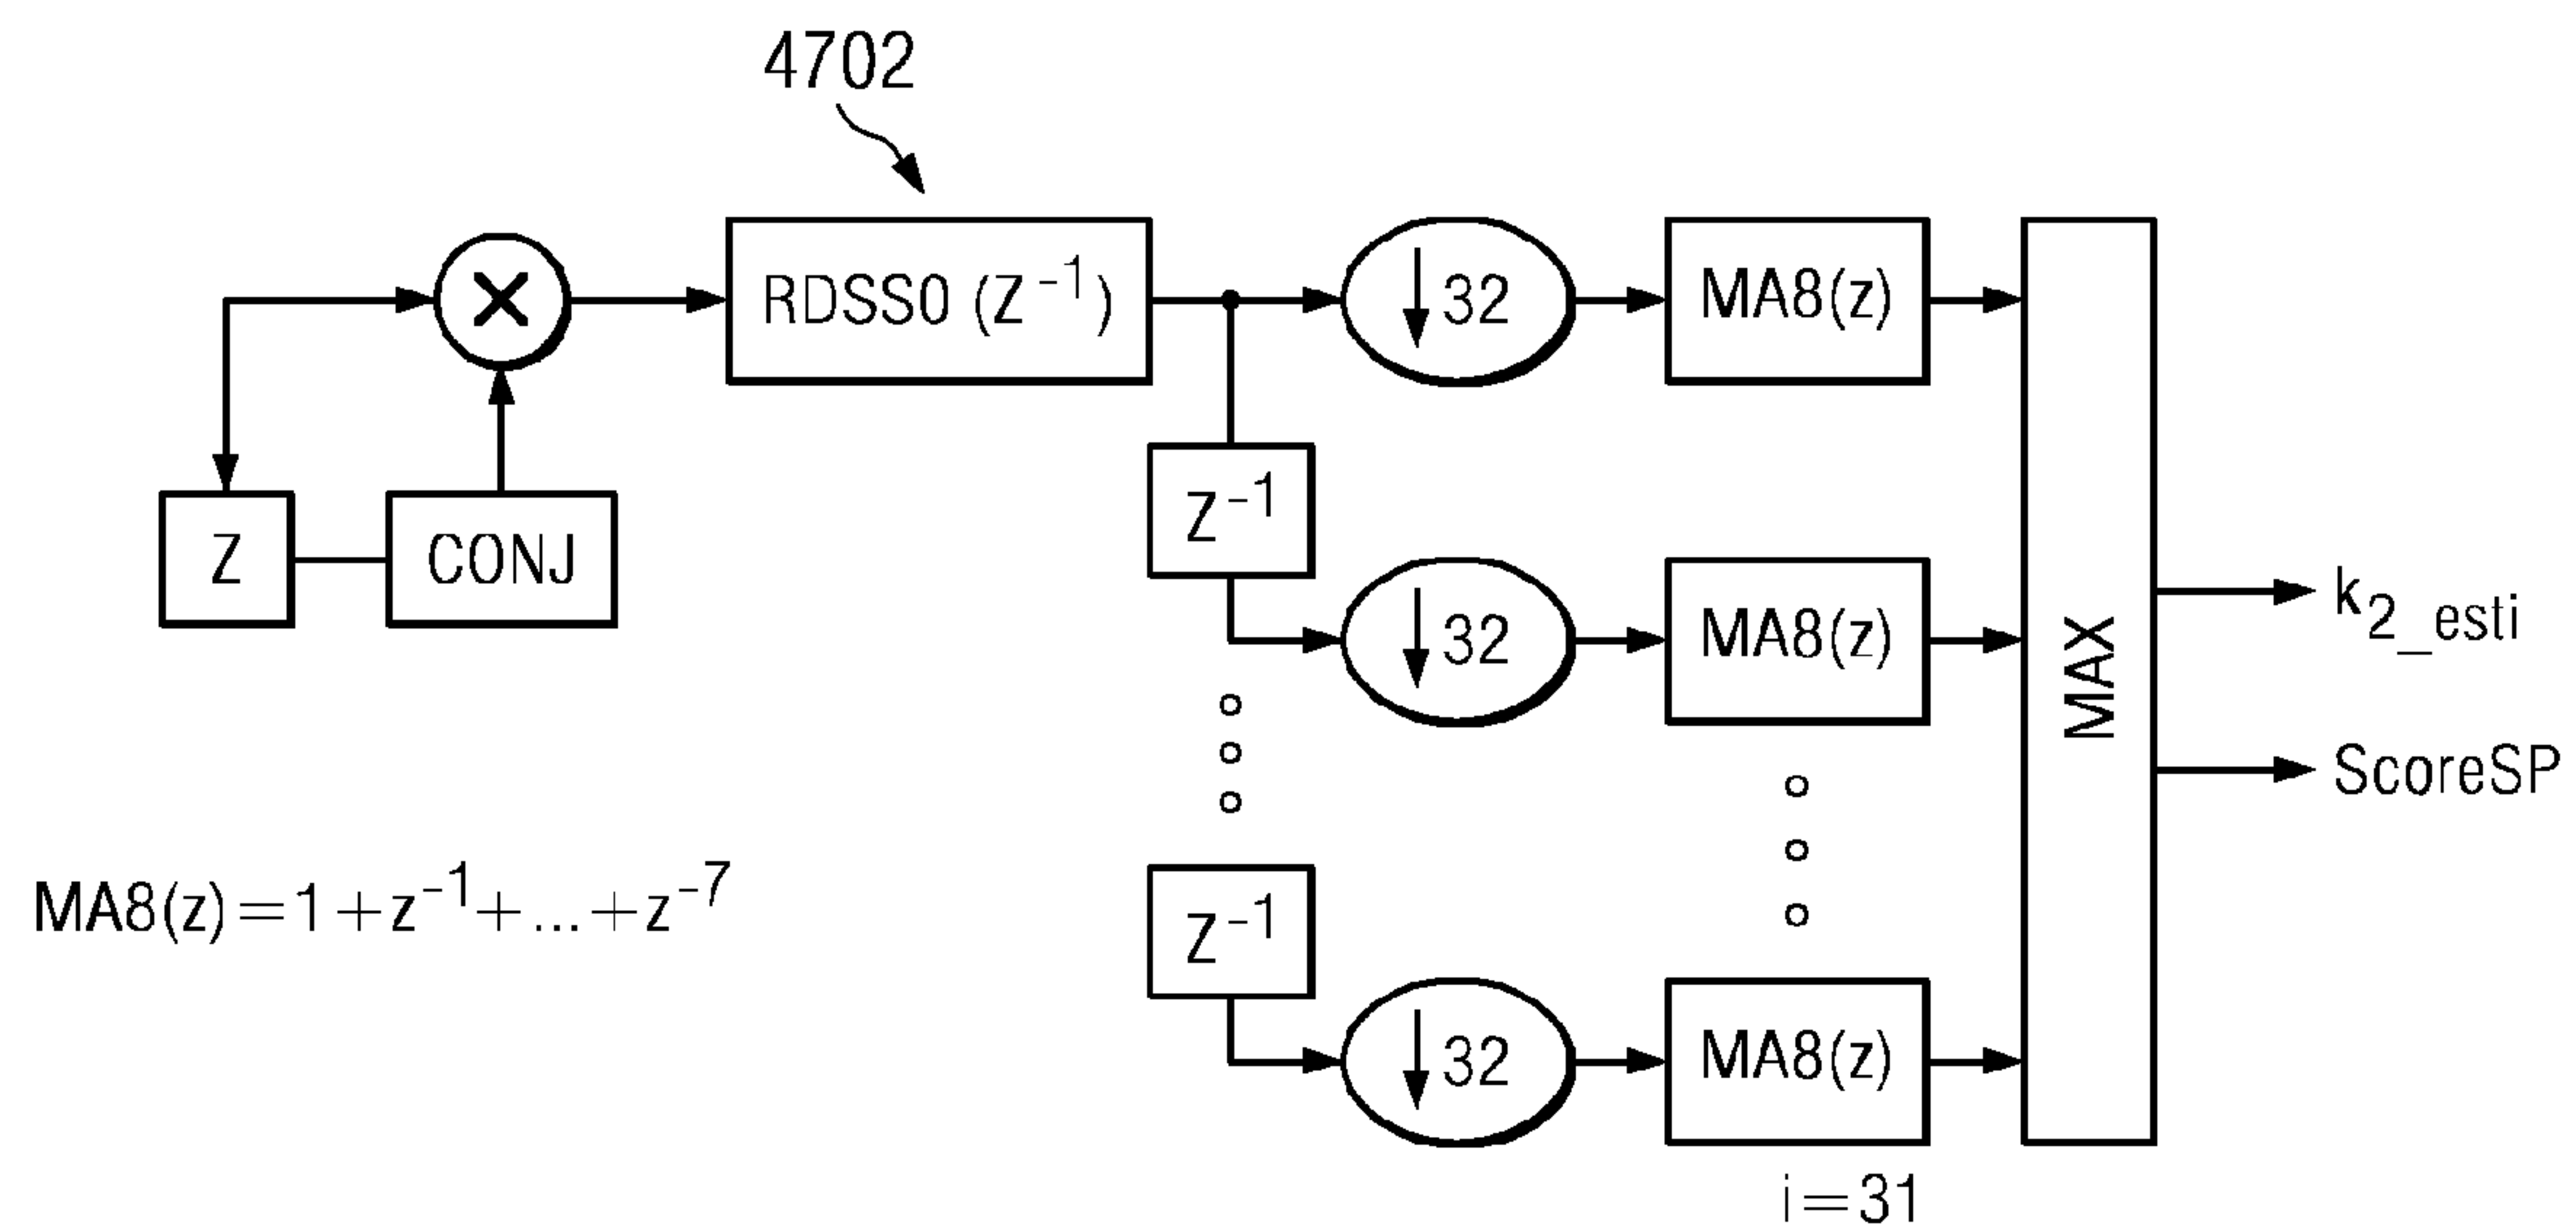 4702
RDSS0 (Z⁻¹)
↓32
MA8(z)
Z
CONJ
Z⁻¹
↓32
MA8(z)
MAX
k₂_esti
ScoreSP
MA8(z)=1+z⁻¹+...+z⁻⁷
Z⁻¹
↓32
MA8(z)
i=31